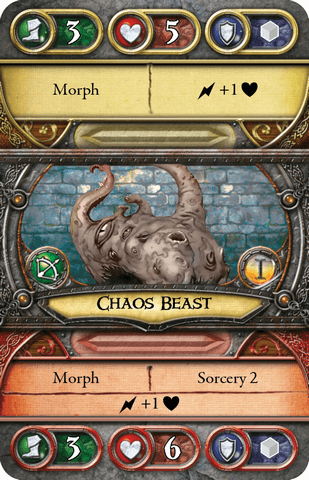 3 5
Morph +1
I
CHAOS BEAST
Morph Sorcery 2
+1
3 6